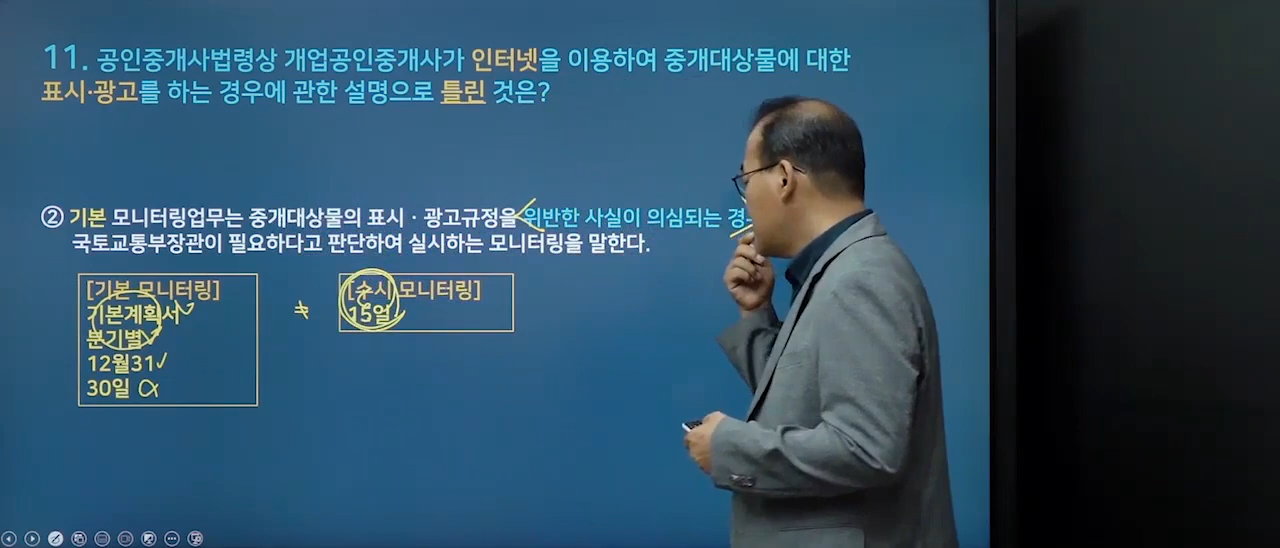 11. 공인중개사법령상 개업공인중개사가 인터넷을 이용하여 중개대상물에 대한
표시·광고를 하는 경우에 관한 설명으로 틀린 것은?
② 기본 모니터링업무는 중개대상물의 표시 · 광고규정을 위반한 사실이 의심되는
국토교통부장관이 필요하다고 판단하여 실시하는 모니터링을 말한다.
[기본 모니터링]
기본계획서
분기별
12월31
30일
≠
[수시 모니터링]
15일